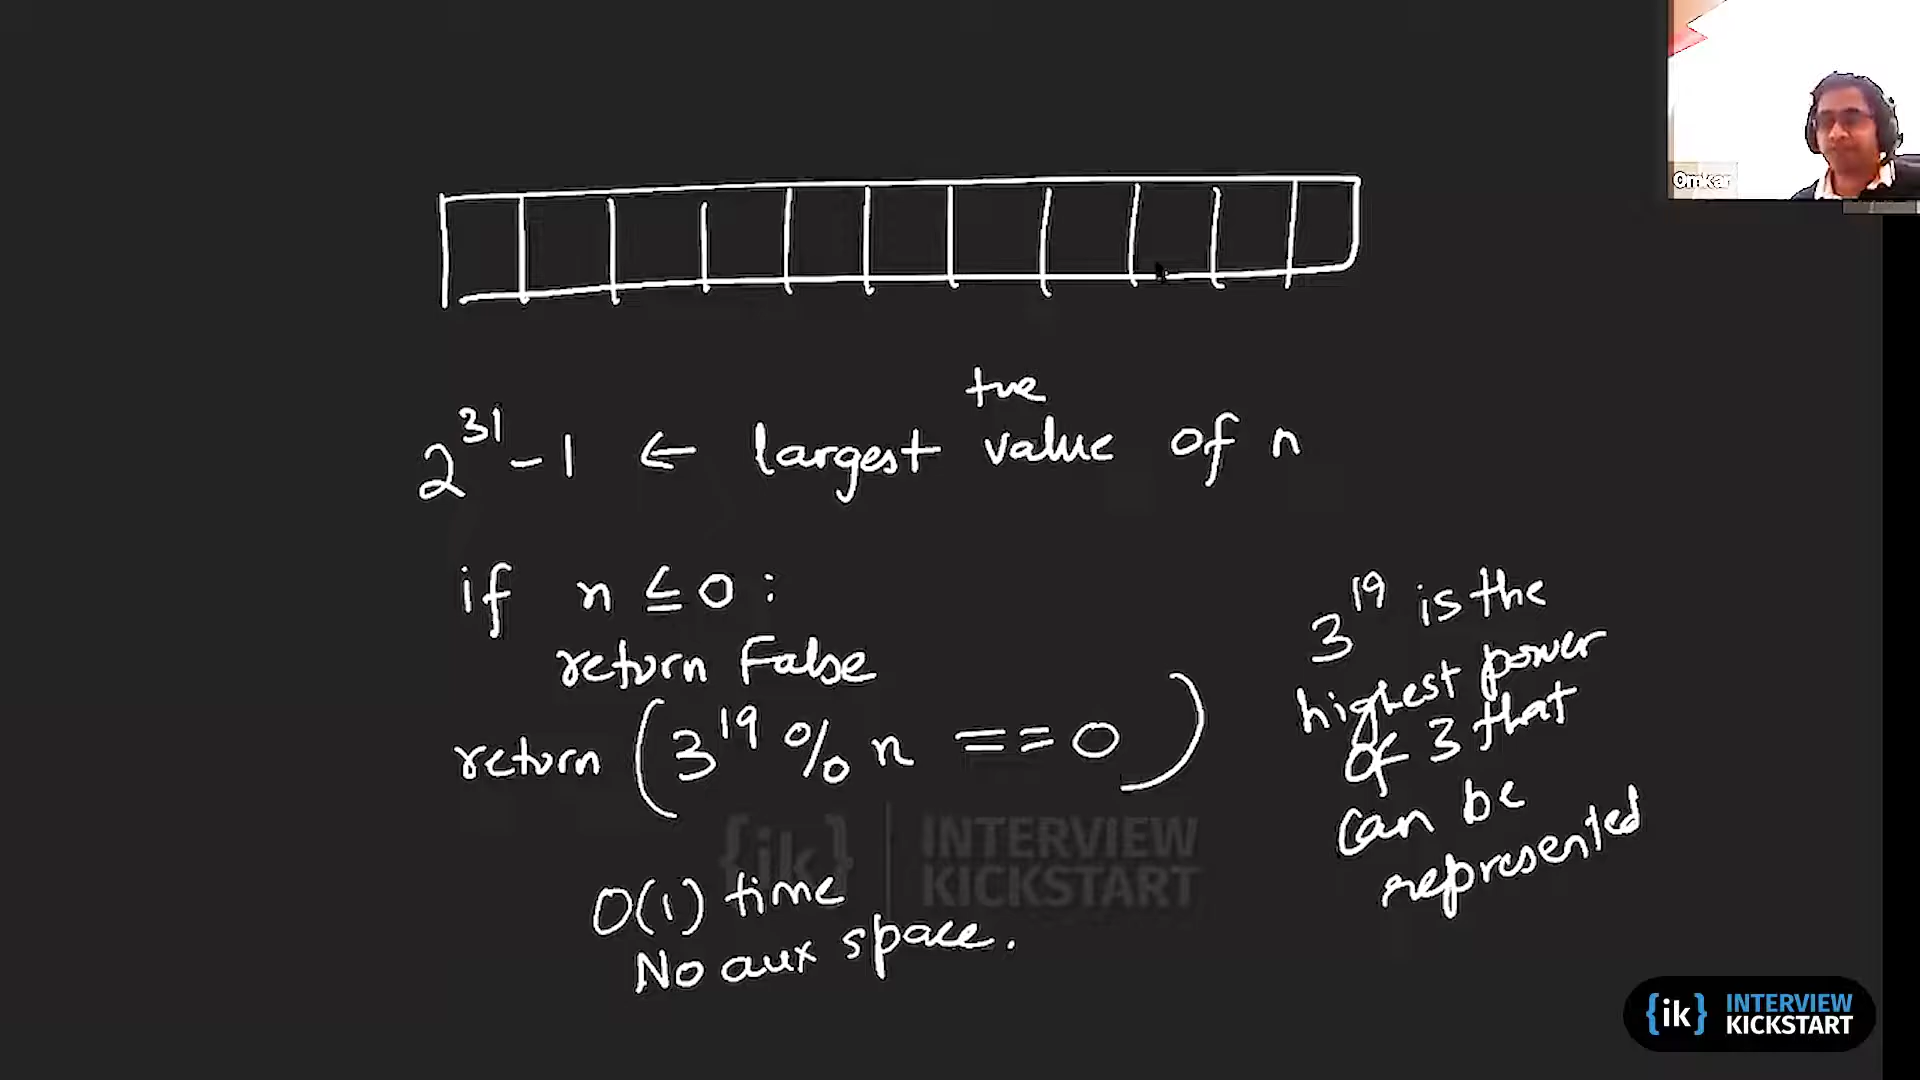 Omkar
+ve
2^31 - 1 ← largest value of n
if n ≤ 0 :
return False
return (3^19 % n == 0)
3^19 is the
highest power
of 3 that
can be
represented
O(1) time
No aux space.
{ik} INTERVIEW
KICKSTART
{ik} INTERVIEW
KICKSTART